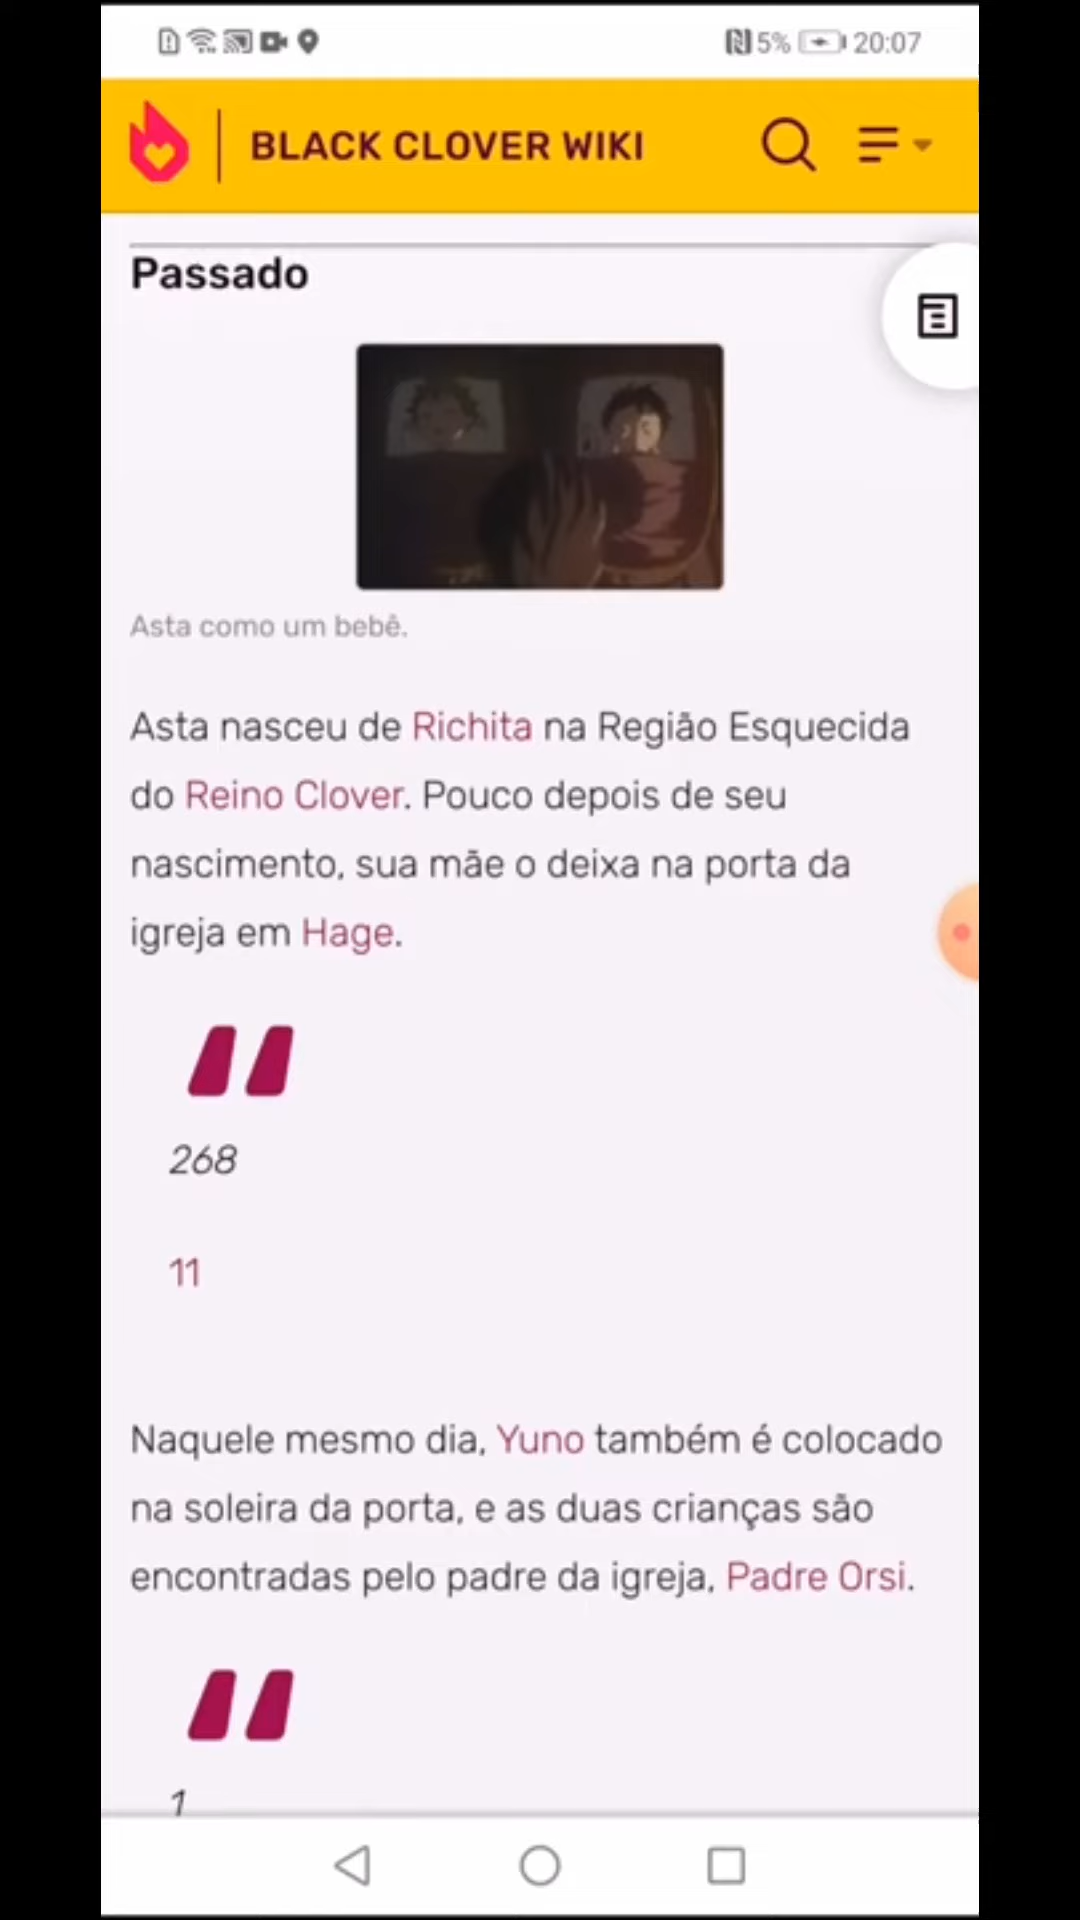 5% 20:07
BLACK CLOVER WIKI
Passado
Asta como um bebê.
Asta nasceu de Richita na Região Esquecida
do Reino Clover. Pouco depois de seu
nascimento, sua mãe o deixa na porta da
igreja em Hage.
268
11
Naquele mesmo dia, Yuno também é colocado
na soleira da porta, e as duas crianças são
encontradas pelo padre da igreja, Padre Orsi.
1